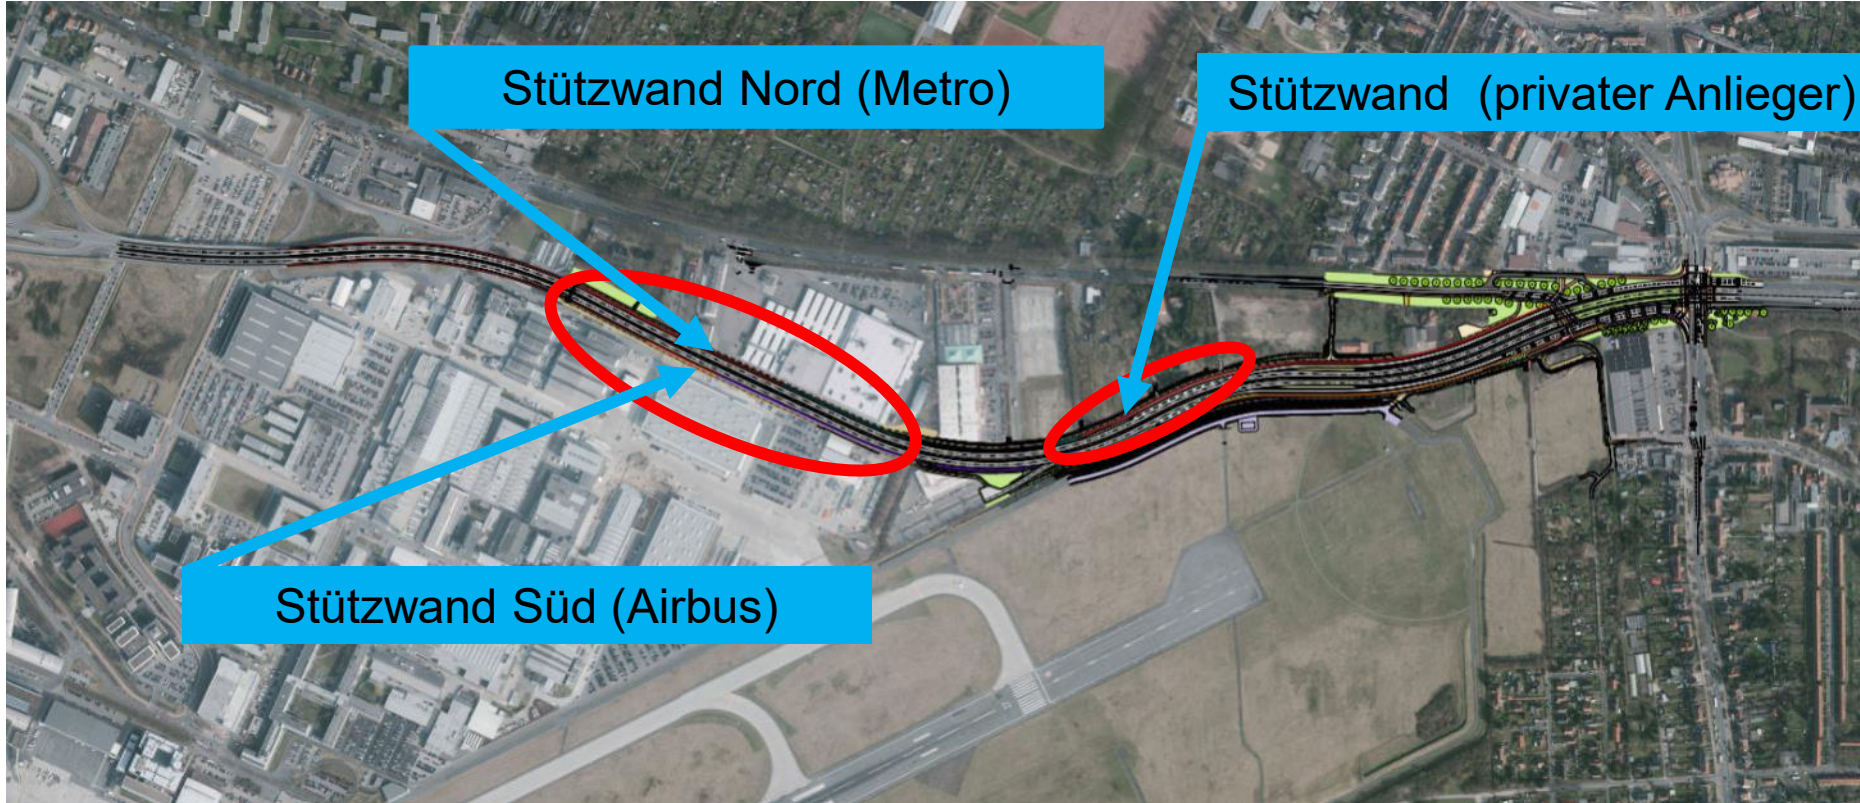 Stützwand Nord (Metro)
Stützwand  (privater Anlieger)
Stützwand Süd (Airbus)